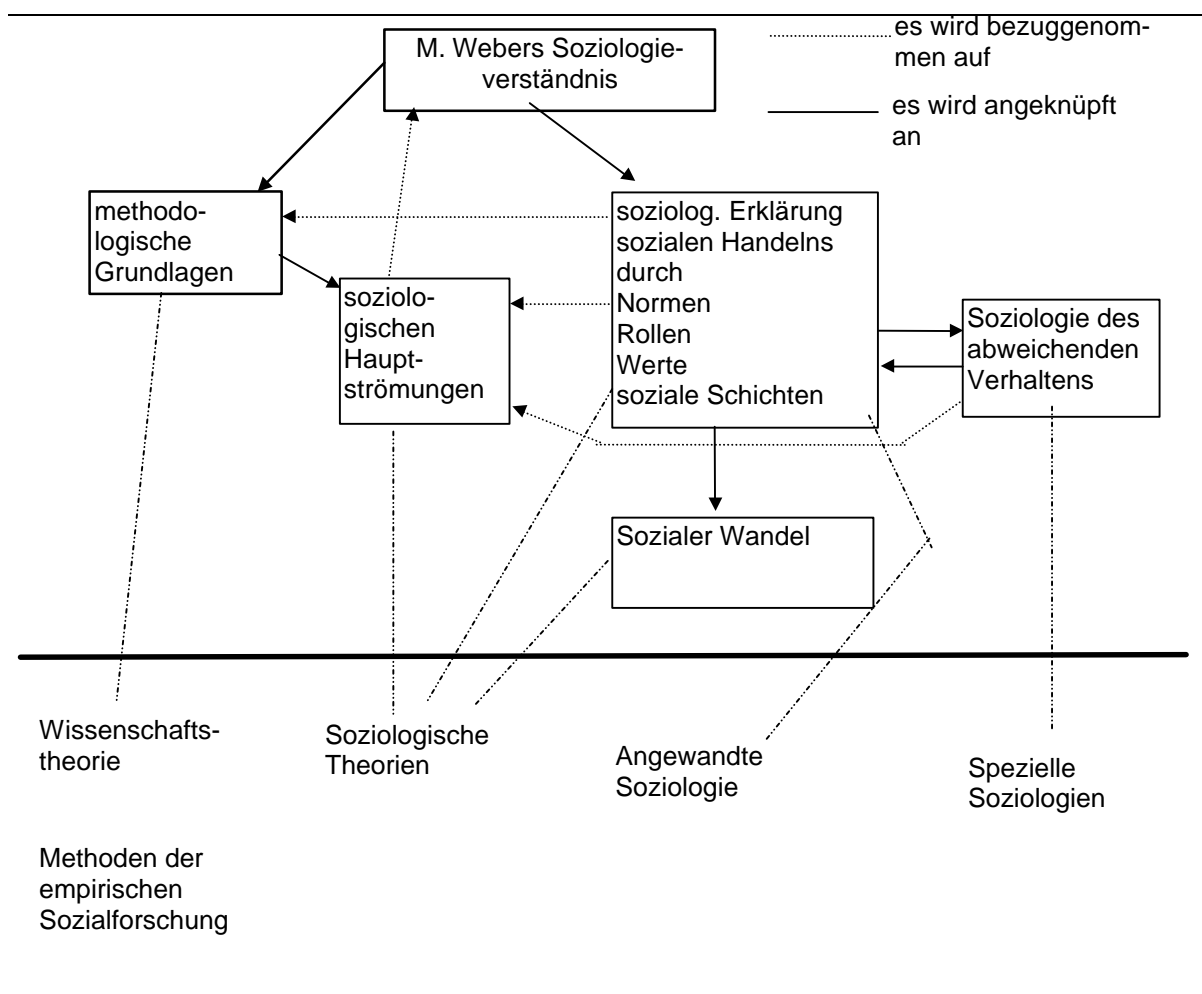 M. Webers Soziologie-
verständnis
es wird bezuggenom-
men auf
es wird angeknüpft
an
methodo-
logische
Grundlagen
soziolo-
gischen
Haupt-
strömungen
soziolog. Erklärung
sozialen Handelns
durch
Normen
Rollen
Werte
soziale Schichten
Soziologie des
abweichenden
Verhaltens
Sozialer Wandel
Wissenschafts-
theorie
Soziologische
Theorien
Angewandte
Soziologie
Spezielle
Soziologien
Methoden der
empirischen
Sozialforschung